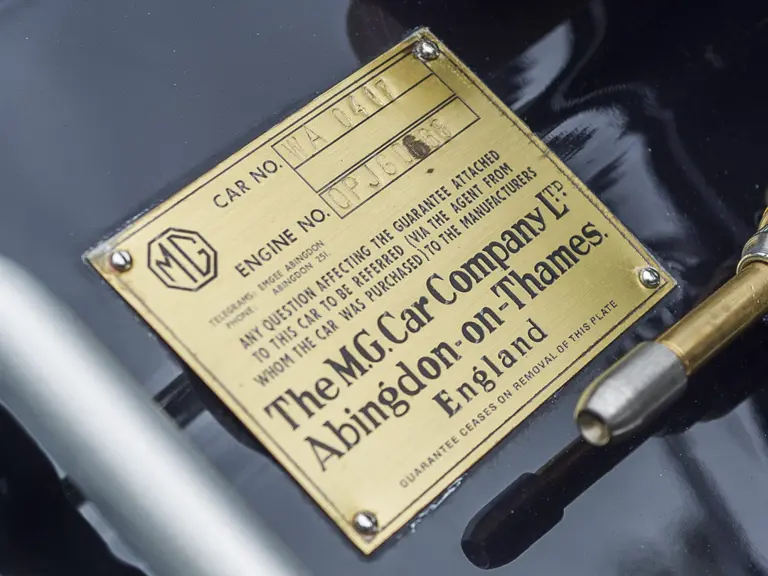 CAR NO. WA 0407
ENGINE NO.
MG
TELEGRAMS: EMGEE ABINGDON
PHONE: ABINGDON 251.
ANY QUESTION AFFECTING THE GUARANTEE ATTACHED
TO THIS CAR TO BE REFERRED (VIA THE AGENT FROM
WHOM THE CAR WAS PURCHASED) TO THE MANUFACTURERS
The M.G. Car Company LTD
Abingdon-on-Thames.
England
GUARANTEE CEASES ON REMOVAL OF THIS PLATE